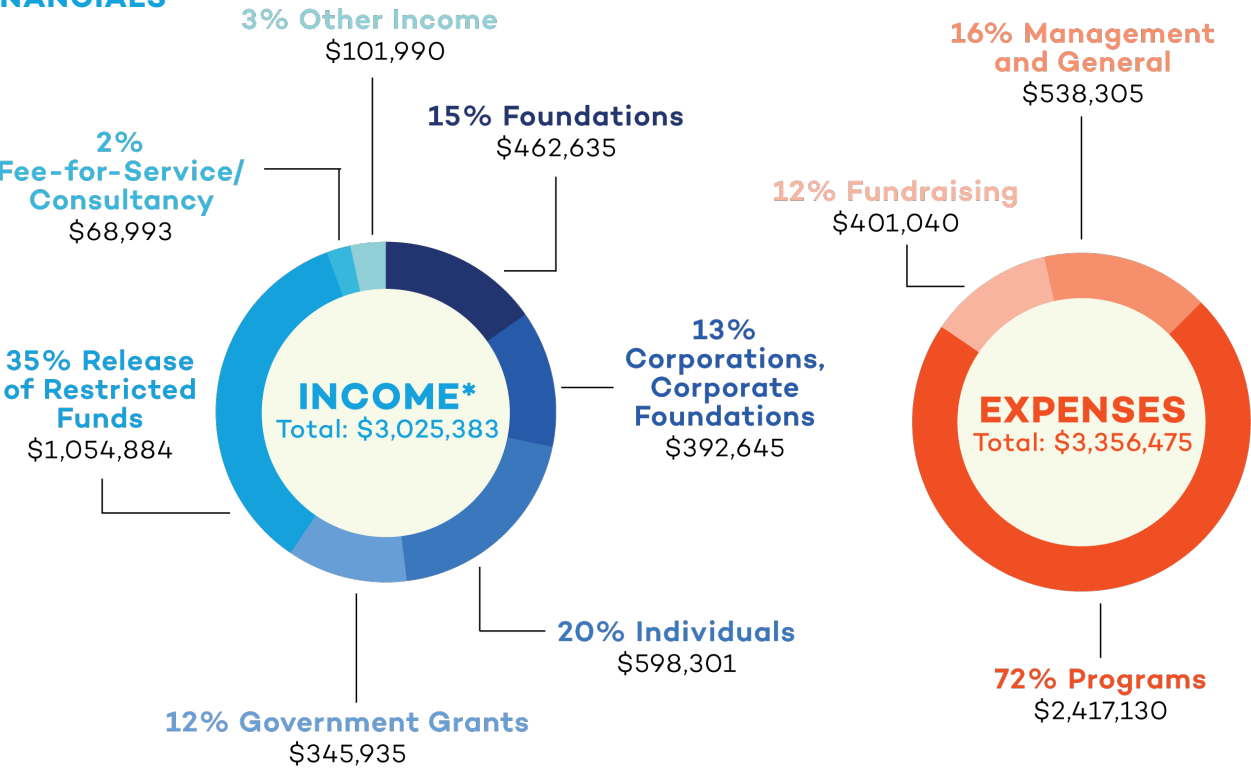 3% Other Income
$101,990
15% Foundations
$462,635
2%
Fee-for-Service/
Consultancy
$68,993
35% Release
of Restricted
Funds
$1,054,884
INCOME*
Total: $3,025,383
13%
Corporations,
Corporate
Foundations
$392,645
20% Individuals
$598,301
12% Government Grants
$345,935
16% Management
and General
$538,305
12% Fundraising
$401,040
EXPENSES
Total: $3,356,475
72% Programs
$2,417,130